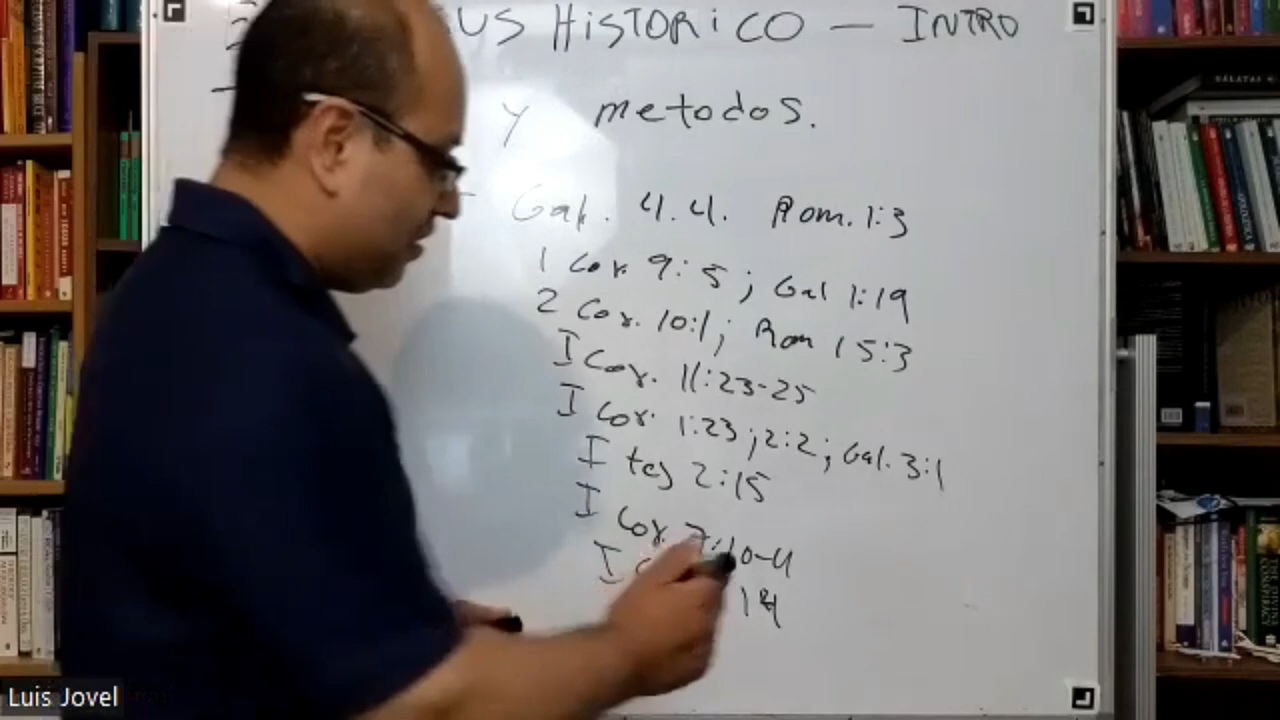 US HISTORICO — INTRO
y metodos.
Gal. 4.4. Rom. 1:3
1 Cor. 9:5; Gal 1:19
2 Cor. 10:1; Rom 15:3
I Cor. 11:23-25
I Cor. 1:23; 2:2; Gal. 3:1
I tes 2:15
I Cor. 7:10-11
I 14
GÁLATAS
Luis Jovel